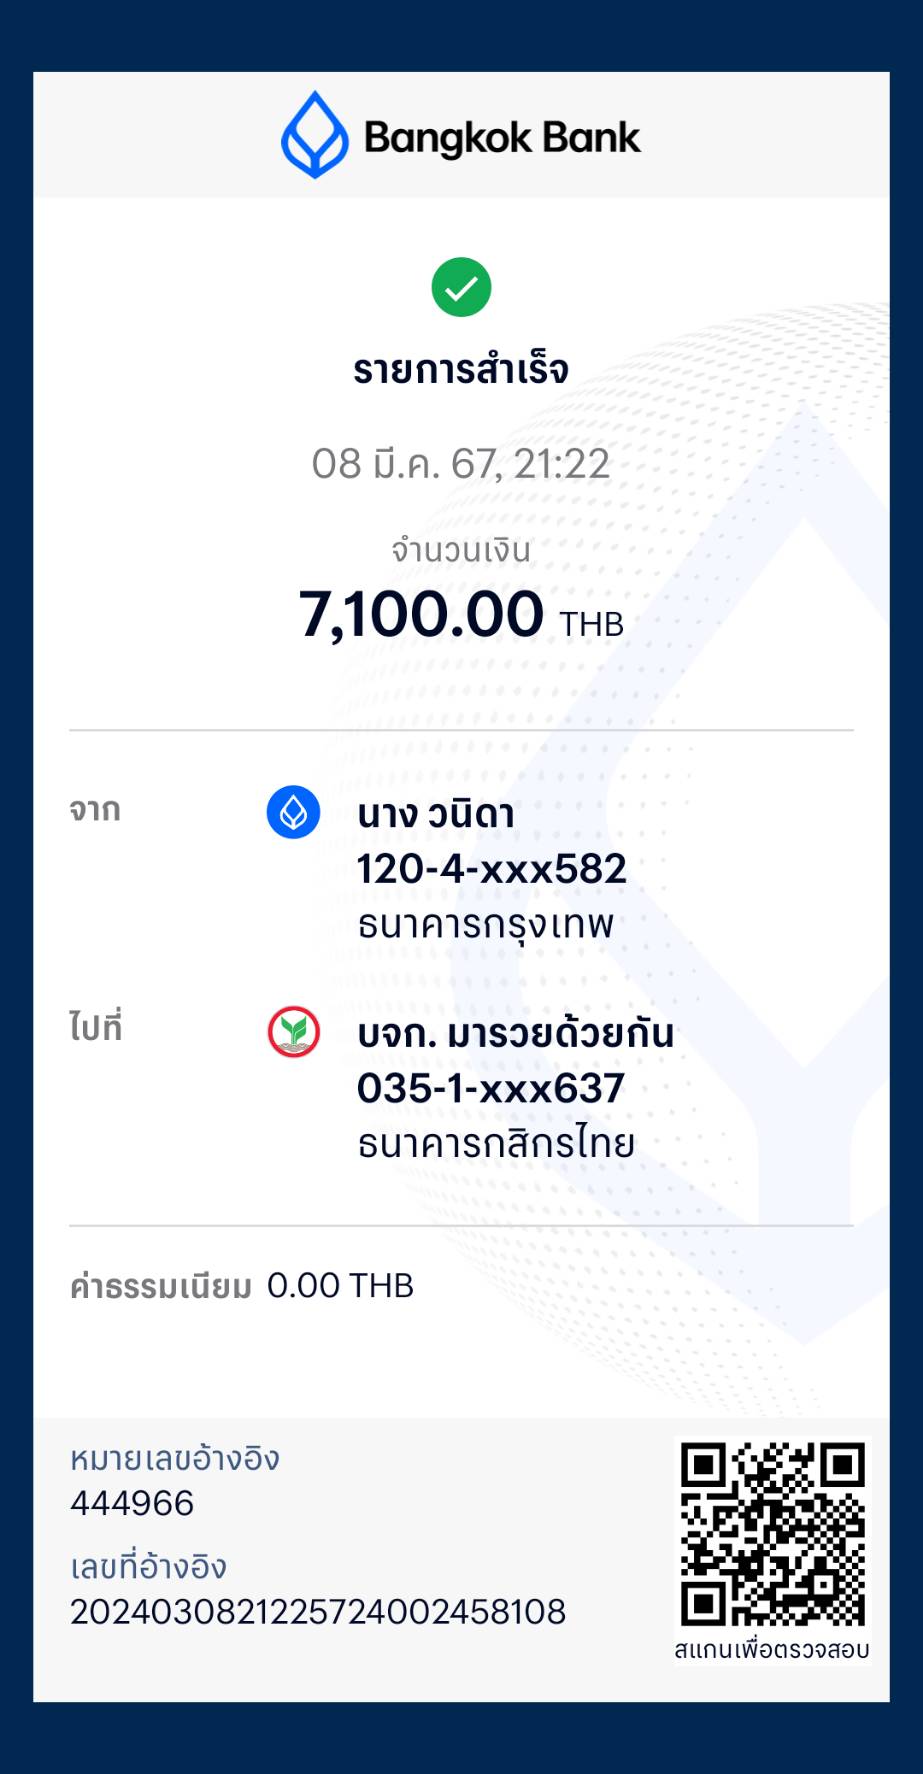 Bangkok Bank
รายการสำเร็จ
08 มี.ค. 67, 21:22
จำนวนเงิน
7,100.00 THB
จาก
นาง วนิดา
120-4-xxx582
ธนาคารกรุงเทพ
ไปที่
บจก. มารวยด้วยกัน
035-1-xxx637
ธนาคารกสิกรไทย
ค่าธรรมเนียม 0.00 THB
หมายเลขอ้างอิง
444966
เลขที่อ้างอิง
2024030821225724002458108
สแกนเพื่อตรวจสอบ